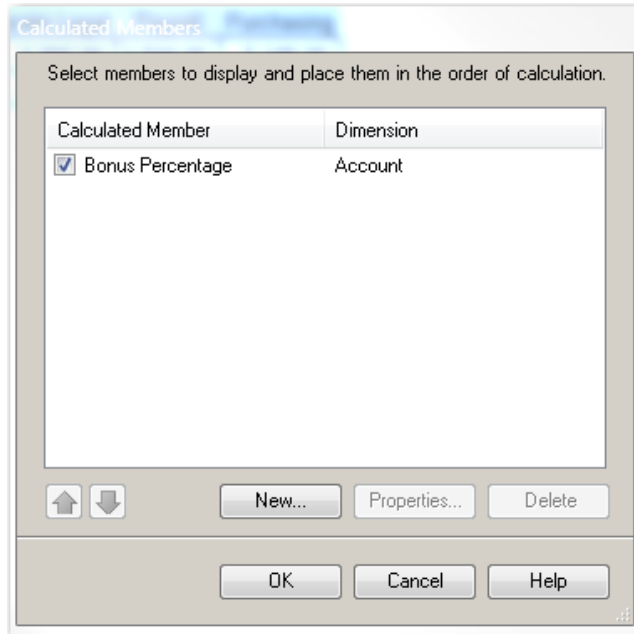 Calculated Members
Select members to display and place them in the order of calculation.
Calculated Member Dimension
Bonus Percentage Account
New... Properties... Delete
OK Cancel Help